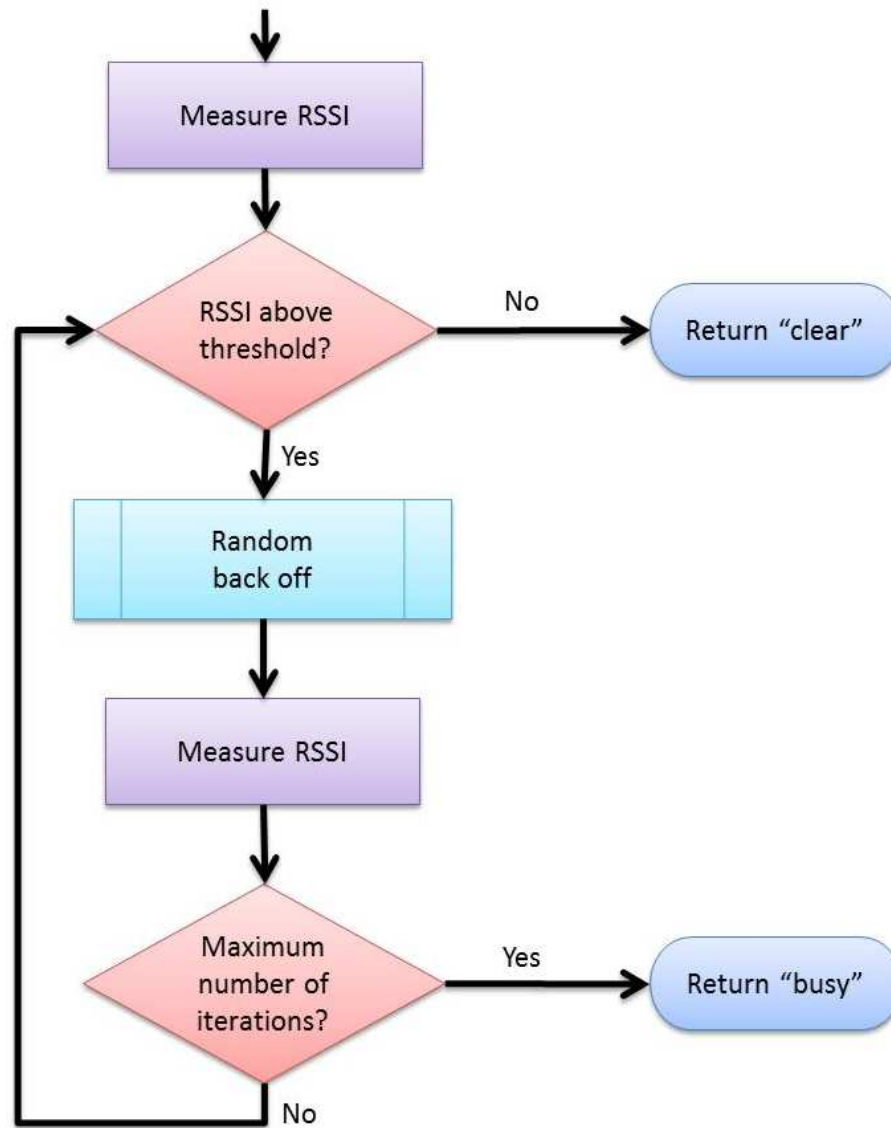 Measure RSSI
RSSI above
threshold?
No
Return “clear”
Yes
Random
back off
Measure RSSI
Maximum
number of
iterations?
Yes
Return “busy”
No